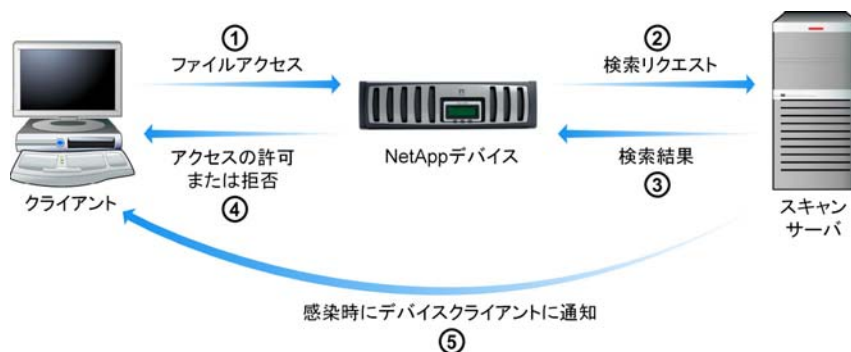 ①
ファイルアクセス
②
検索リクエスト
アクセスの許可
または拒否
④
NetAppデバイス
検索結果
③
クライアント
スキャン
サーバ
感染時にデバイスクライアントに通知
⑤